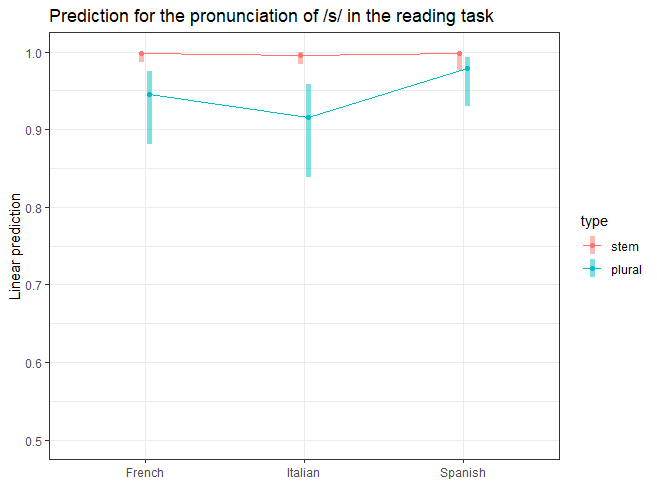 Prediction for the pronunciation of /s/ in the reading task
Linear prediction
1.0
0.9
0.8
0.7
0.6
0.5
French Italian Spanish
type
stem
plural